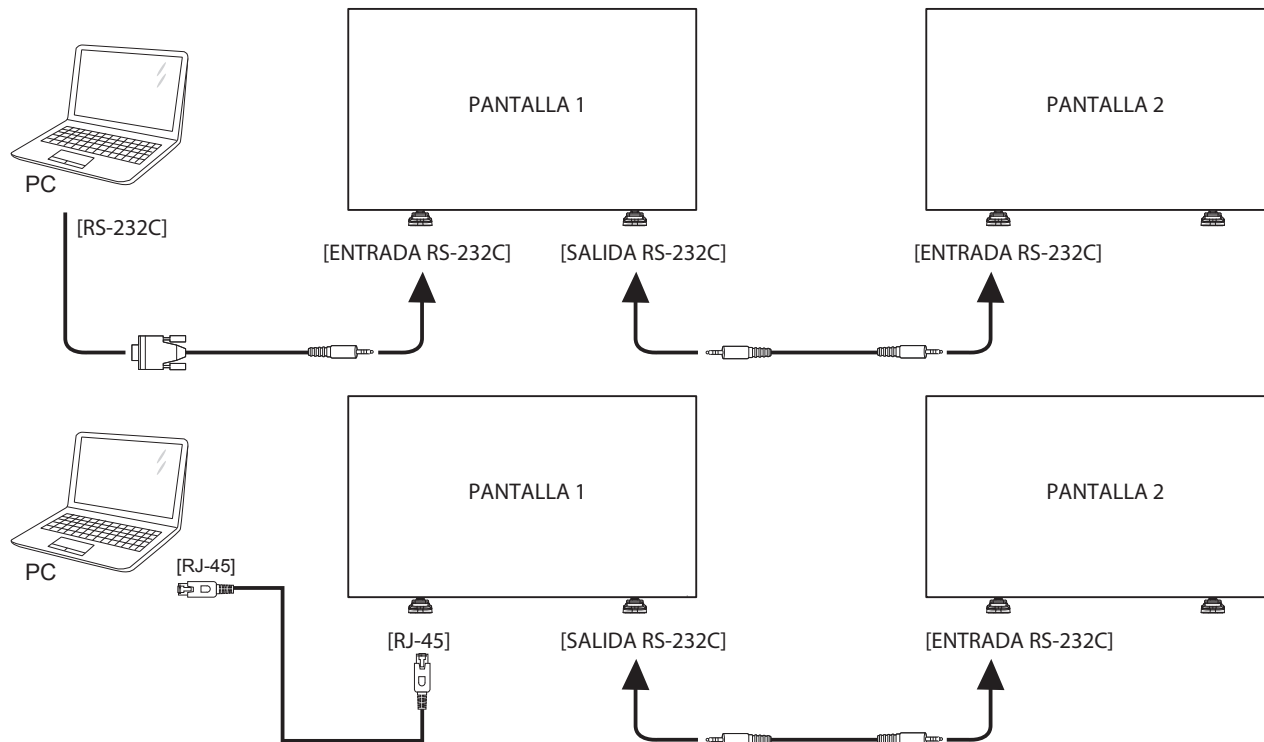 PANTALLA 1
PANTALLA 2
PC
[RS-232C]
[ENTRADA RS-232C]
[SALIDA RS-232C]
[ENTRADA RS-232C]
PANTALLA 1
PANTALLA 2
PC
[RJ-45]
[RJ-45]
[SALIDA RS-232C]
[ENTRADA RS-232C]